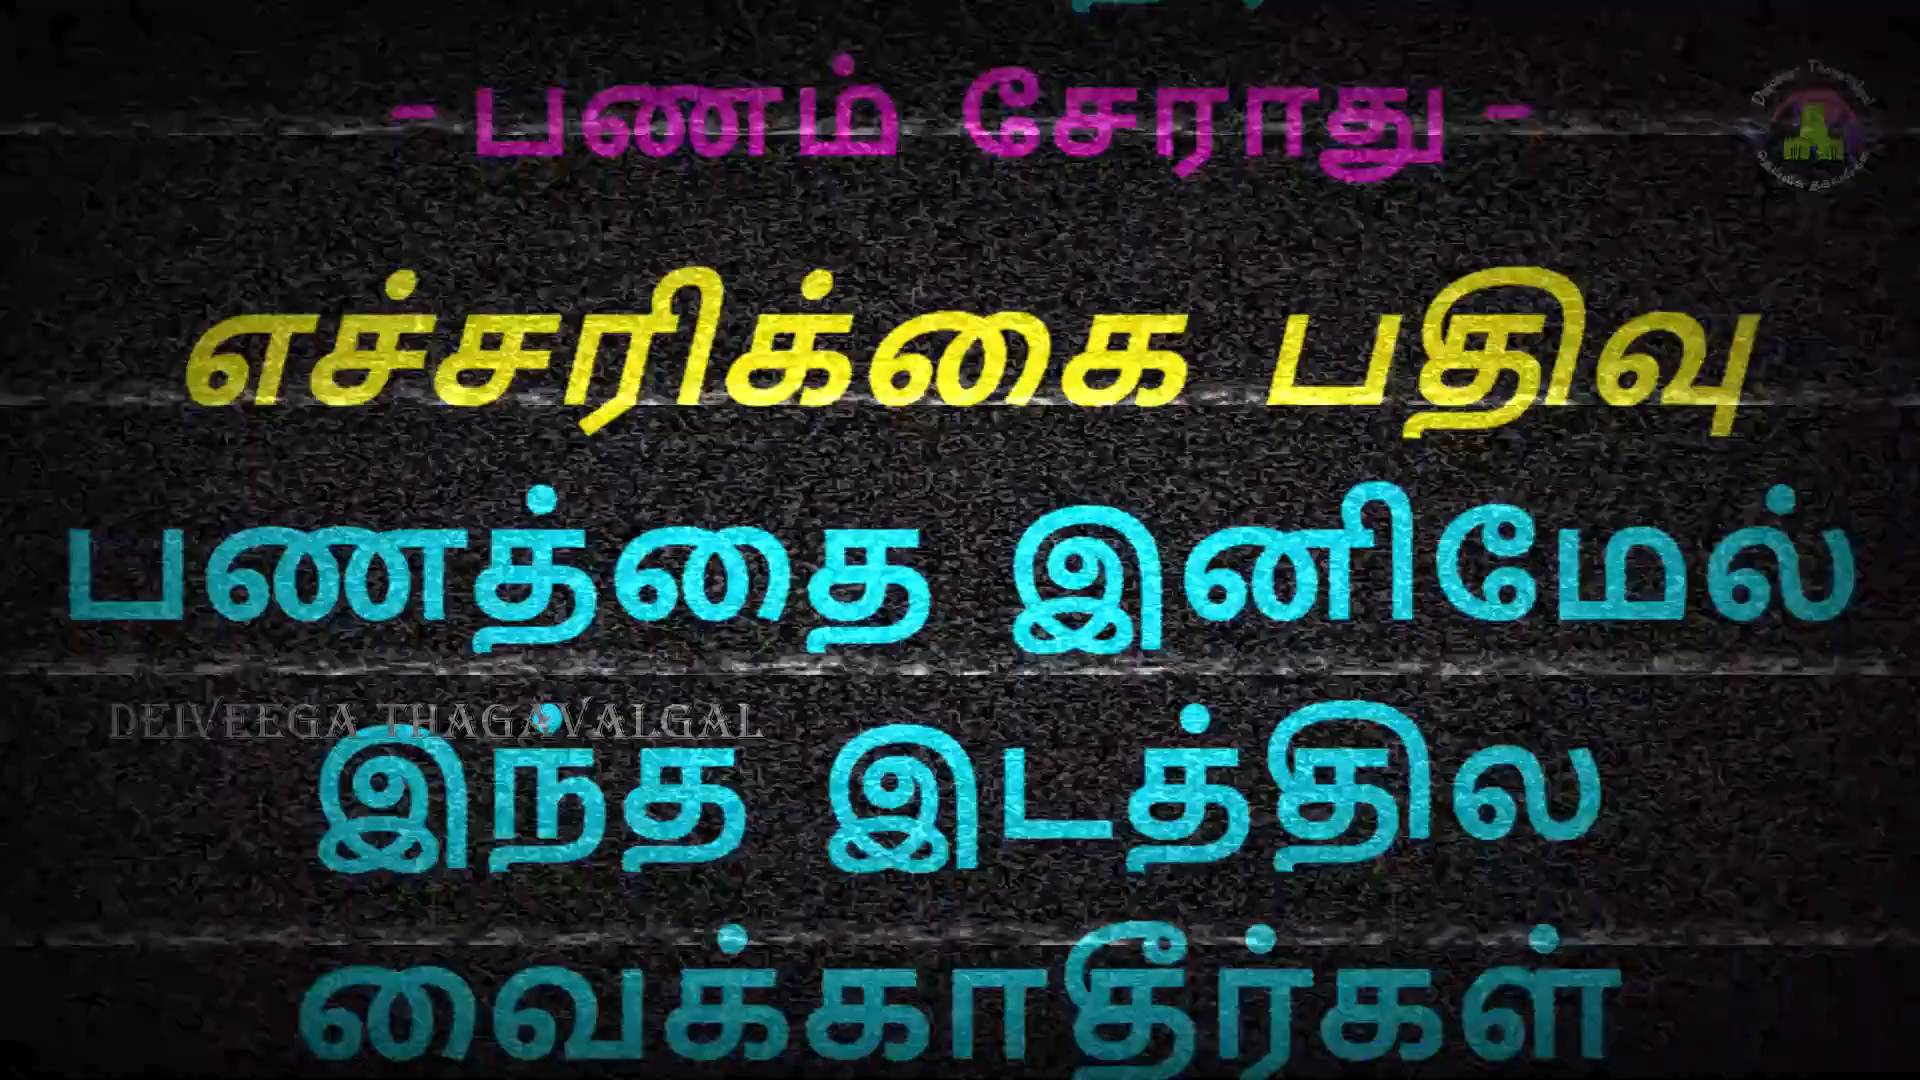 - பணம் சேராது -
எச்சரிக்கை பதிவு
பணத்தை இனிமேல்
DEIVEEGA THAGAVALGAL
இந்த இடத்தில
வைக்காதீர்கள்